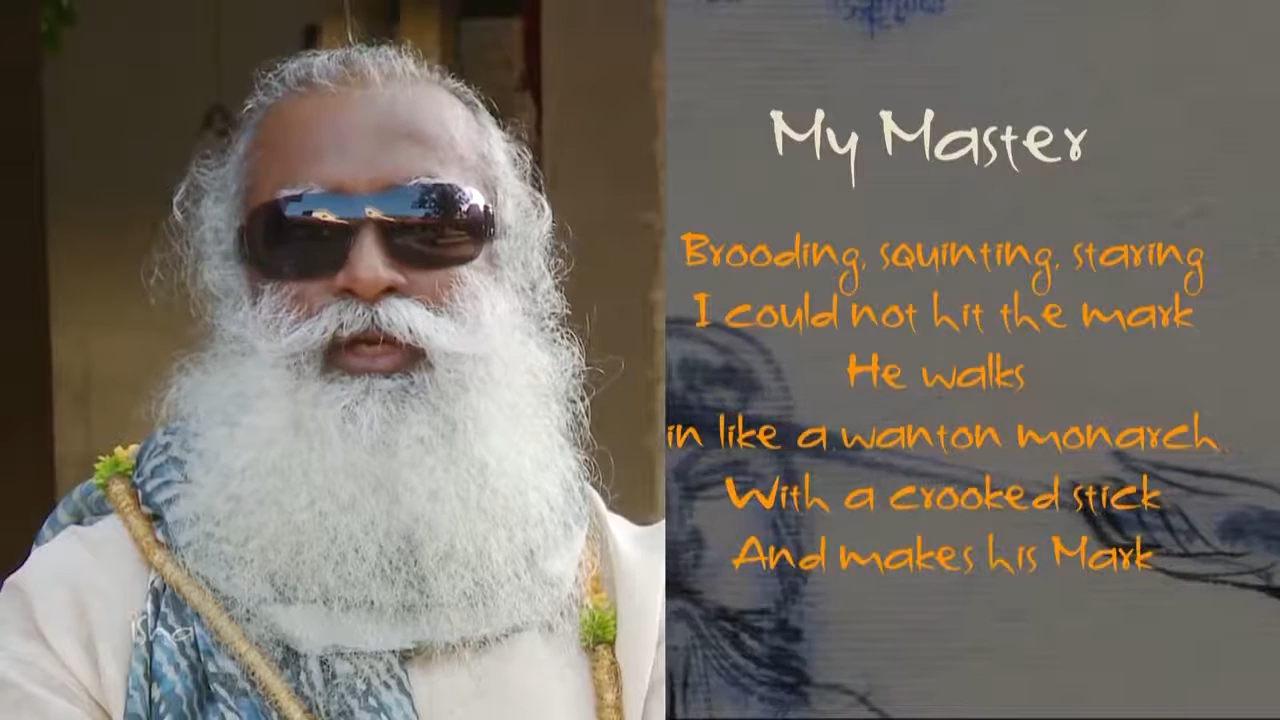 My Master
Brooding, squinting, staring
I could not hit the mark
He walks
in like a wanton monarch...
With a crooked stick
And makes his Mark
isha